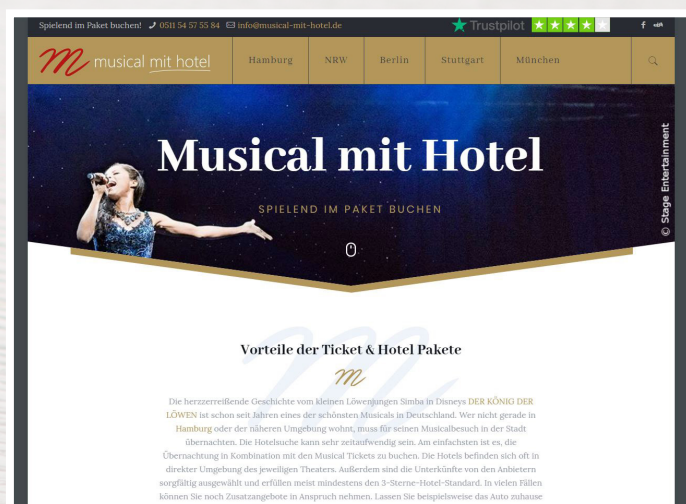 Spielend im Paket buchen! 0511 54 57 55 84 info@musical-mit-hotel.de Trustpilot
musical mit hotel Hamburg NRW Berlin Stuttgart München
Musical mit Hotel
SPIELEND IM PAKET BUCHEN
© Stage Entertainment
Vorteile der Ticket & Hotel Pakete
Die herzzerreißende Geschichte vom kleinen Löwenjungen Simba in Disneys DER KÖNIG DER
LÖWEN ist schon seit Jahren eines der schönsten Musicals in Deutschland. Wer nicht gerade in
Hamburg oder der näheren Umgebung wohnt, muss für seinen Musicalbesuch in der Stadt
übernachten. Die Hotelsuche kann sehr zeitaufwendig sein. Am einfachsten ist es, die
Übernachtung in Kombination mit den Musical Tickets zu buchen. Die Hotels befinden sich oft in
direkter Umgebung des jeweiligen Theaters. Außerdem sind die Unterkünfte von den Anbietern
sorgfältig ausgewählt und erfüllen meist mindestens den 3-Sterne-Hotel-Standard. In vielen Fällen
können Sie noch Zusatzangebote in Anspruch nehmen. Lassen Sie beispielsweise das Auto zuhause